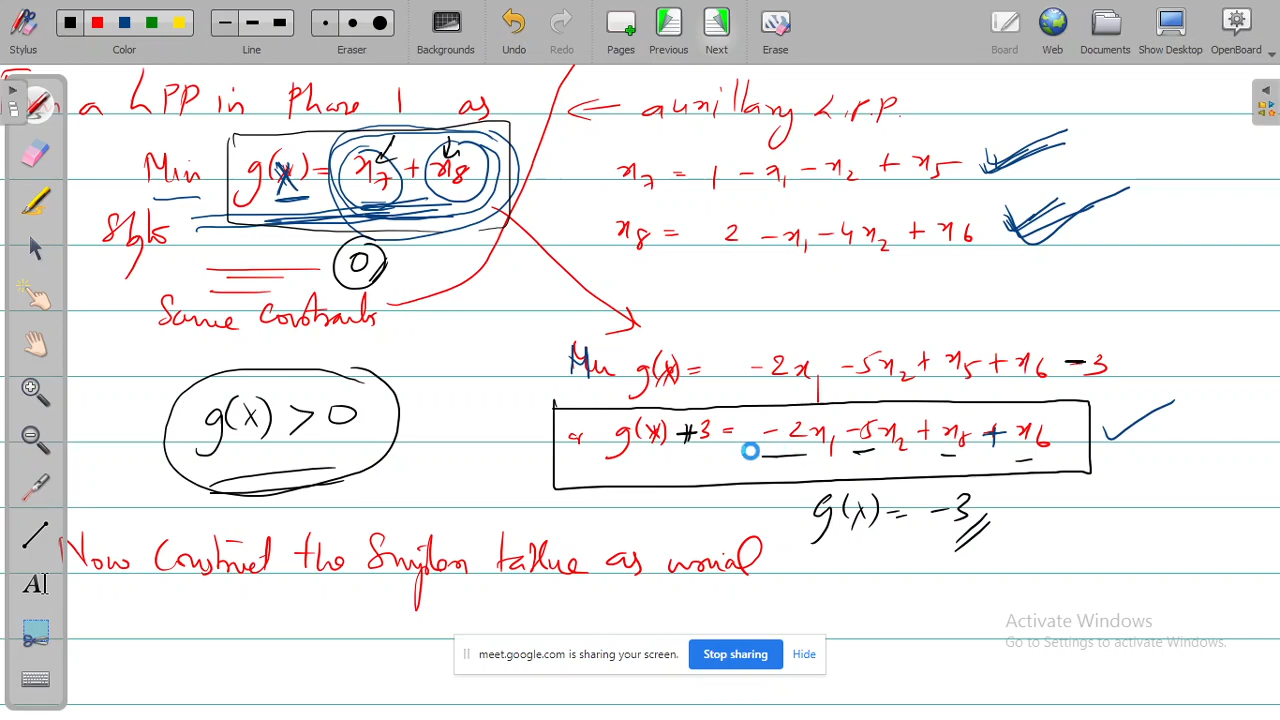 Stylus Color Line Eraser Backgrounds Undo Redo Pages Previous Next Erase Board Web Documents Show Desktop OpenBoard
a LPP in Phase 1 as ← auxillary L.P.P.
Min g(x) = x₇ + x₈
x₇ = 1 - x₁ - x₂ + x₅
x₈ = 2 - x₁ - 4x₂ + x₆
0
Same constraints
Min g(x) = -2x₁ - 5x₂ + x₅ + x₆ - 3
g(x) > 0
or g(x) + 3 = -2x₁ - 5x₂ + x₅ + x₆
g(x) = -3
Now Construct the Simplex table as usual
Activate Windows
Go to Settings to activate Windows.
meet.google.com is sharing your screen. Stop sharing Hide